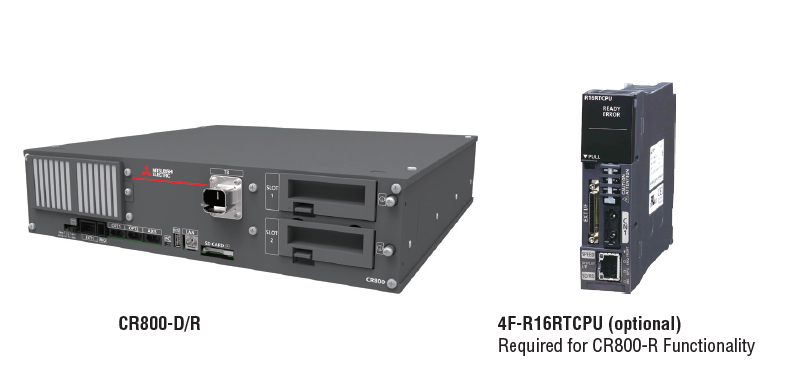 MITSUBISHI
ELECTRIC
TB
SLOT
1
SLOT
2
SD CARD
LAN
CR800
R16RTCPU
READY
ERROR
PULL
CR800-D/R
4F-R16RTCPU (optional)
Required for CR800-R Functionality